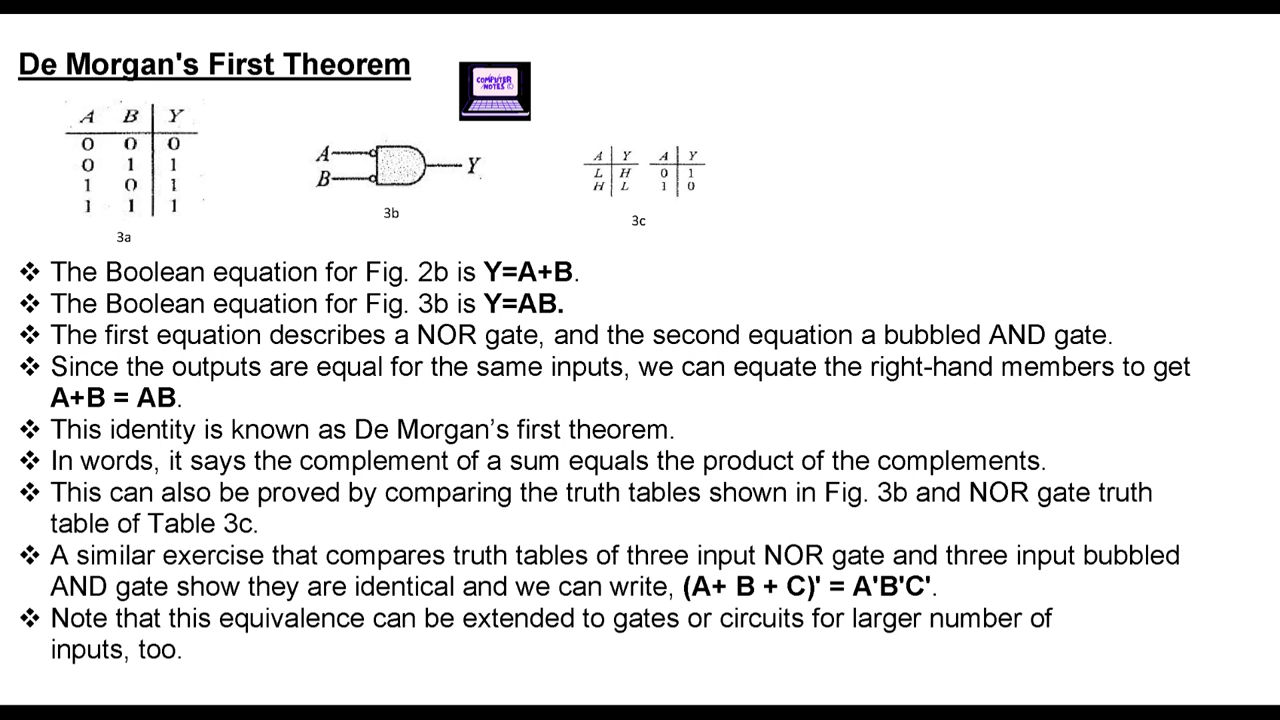 De Morgan's First Theorem
COMPUTER
NOTES ©
A B Y
0 0 0
0 1 1
1 0 1
1 1 1
3a
A
B
Y
3b
A Y A Y
L H 0 1
H L 1 0
3c
❖ The Boolean equation for Fig. 2b is Y=A+B.
❖ The Boolean equation for Fig. 3b is Y=AB.
❖ The first equation describes a NOR gate, and the second equation a bubbled AND gate.
❖ Since the outputs are equal for the same inputs, we can equate the right-hand members to get
A+B = AB.
❖ This identity is known as De Morgan’s first theorem.
❖ In words, it says the complement of a sum equals the product of the complements.
❖ This can also be proved by comparing the truth tables shown in Fig. 3b and NOR gate truth
table of Table 3c.
❖ A similar exercise that compares truth tables of three input NOR gate and three input bubbled
AND gate show they are identical and we can write, (A+ B + C)' = A'B'C'.
❖ Note that this equivalence can be extended to gates or circuits for larger number of
inputs, too.